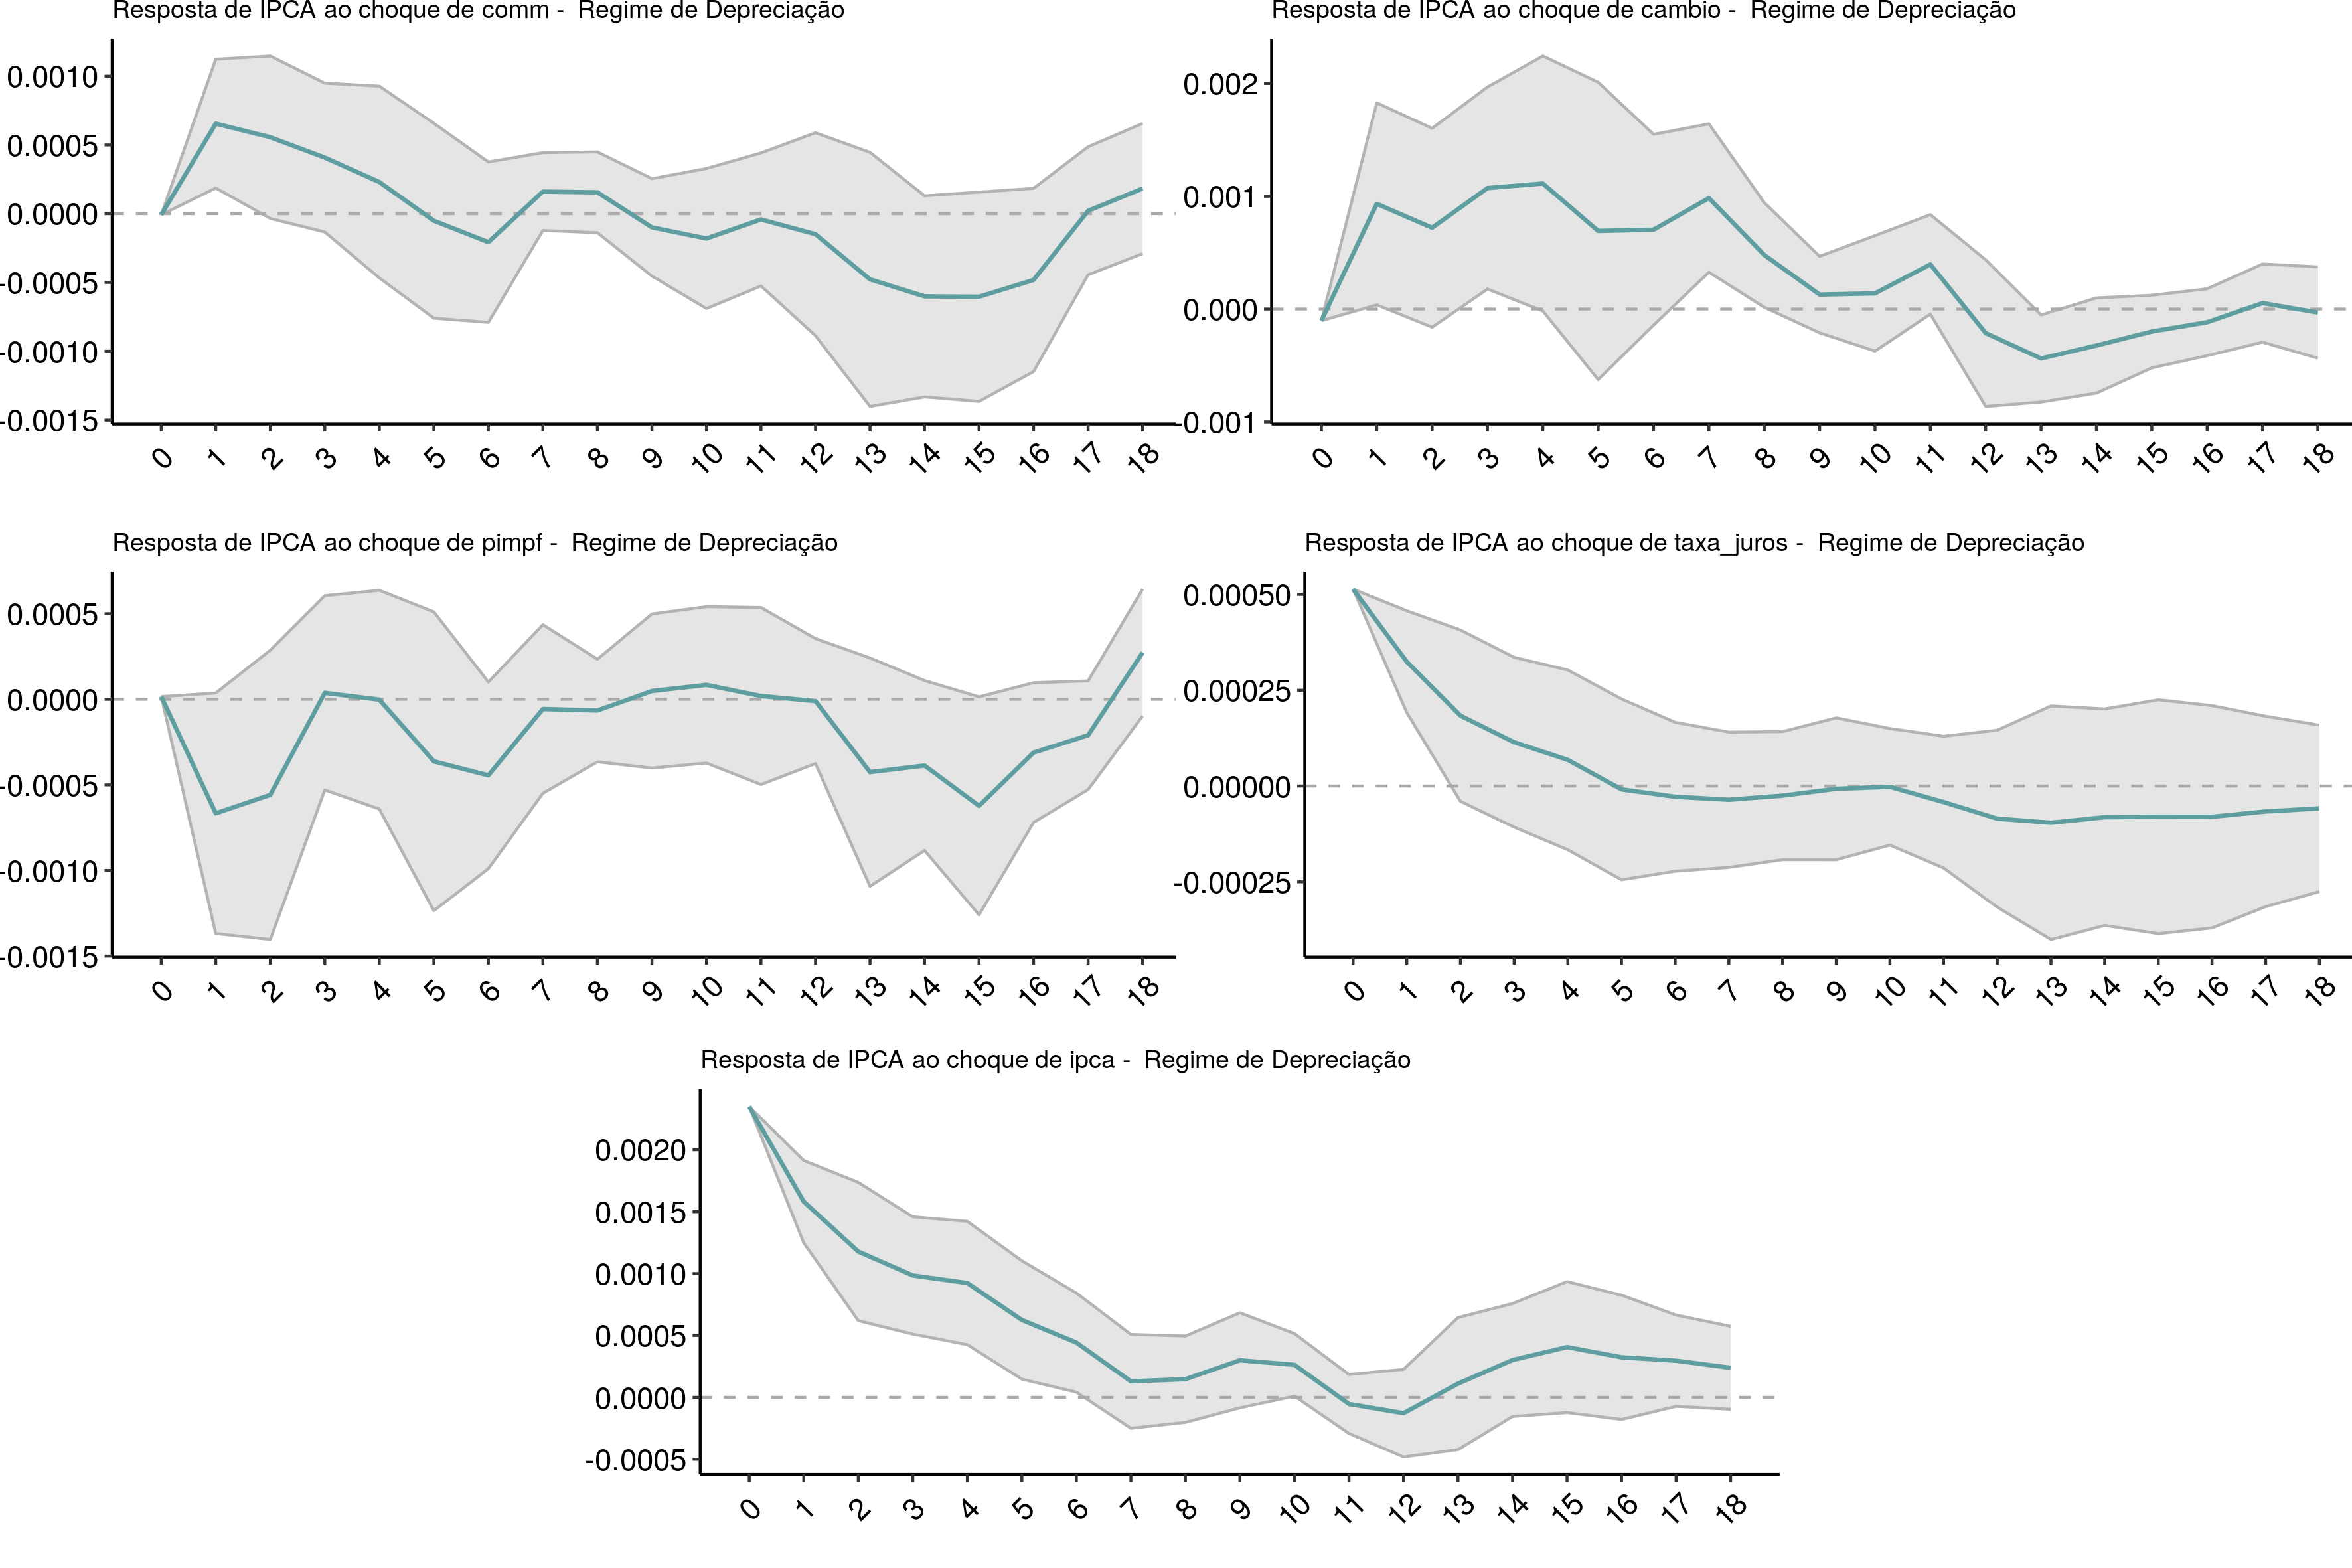 Resposta de IPCA ao choque de comm - Regime de Depreciação
0.0010
0.0005
0.0000
-0.0005
-0.0010
-0.0015
0 1 2 3 4 5 6 7 8 9 10 11 12 13 14 15 16 17 18
Resposta de IPCA ao choque de cambio - Regime de Depreciação
0.002
0.001
0.000
-0.001
0 1 2 3 4 5 6 7 8 9 10 11 12 13 14 15 16 17 18
Resposta de IPCA ao choque de pimpf - Regime de Depreciação
0.0005
0.0000
-0.0005
-0.0010
-0.0015
0 1 2 3 4 5 6 7 8 9 10 11 12 13 14 15 16 17 18
Resposta de IPCA ao choque de taxa_juros - Regime de Depreciação
0.00050
0.00025
0.00000
-0.00025
0 1 2 3 4 5 6 7 8 9 10 11 12 13 14 15 16 17 18
Resposta de IPCA ao choque de ipca - Regime de Depreciação
0.0020
0.0015
0.0010
0.0005
0.0000
-0.0005
0 1 2 3 4 5 6 7 8 9 10 11 12 13 14 15 16 17 18